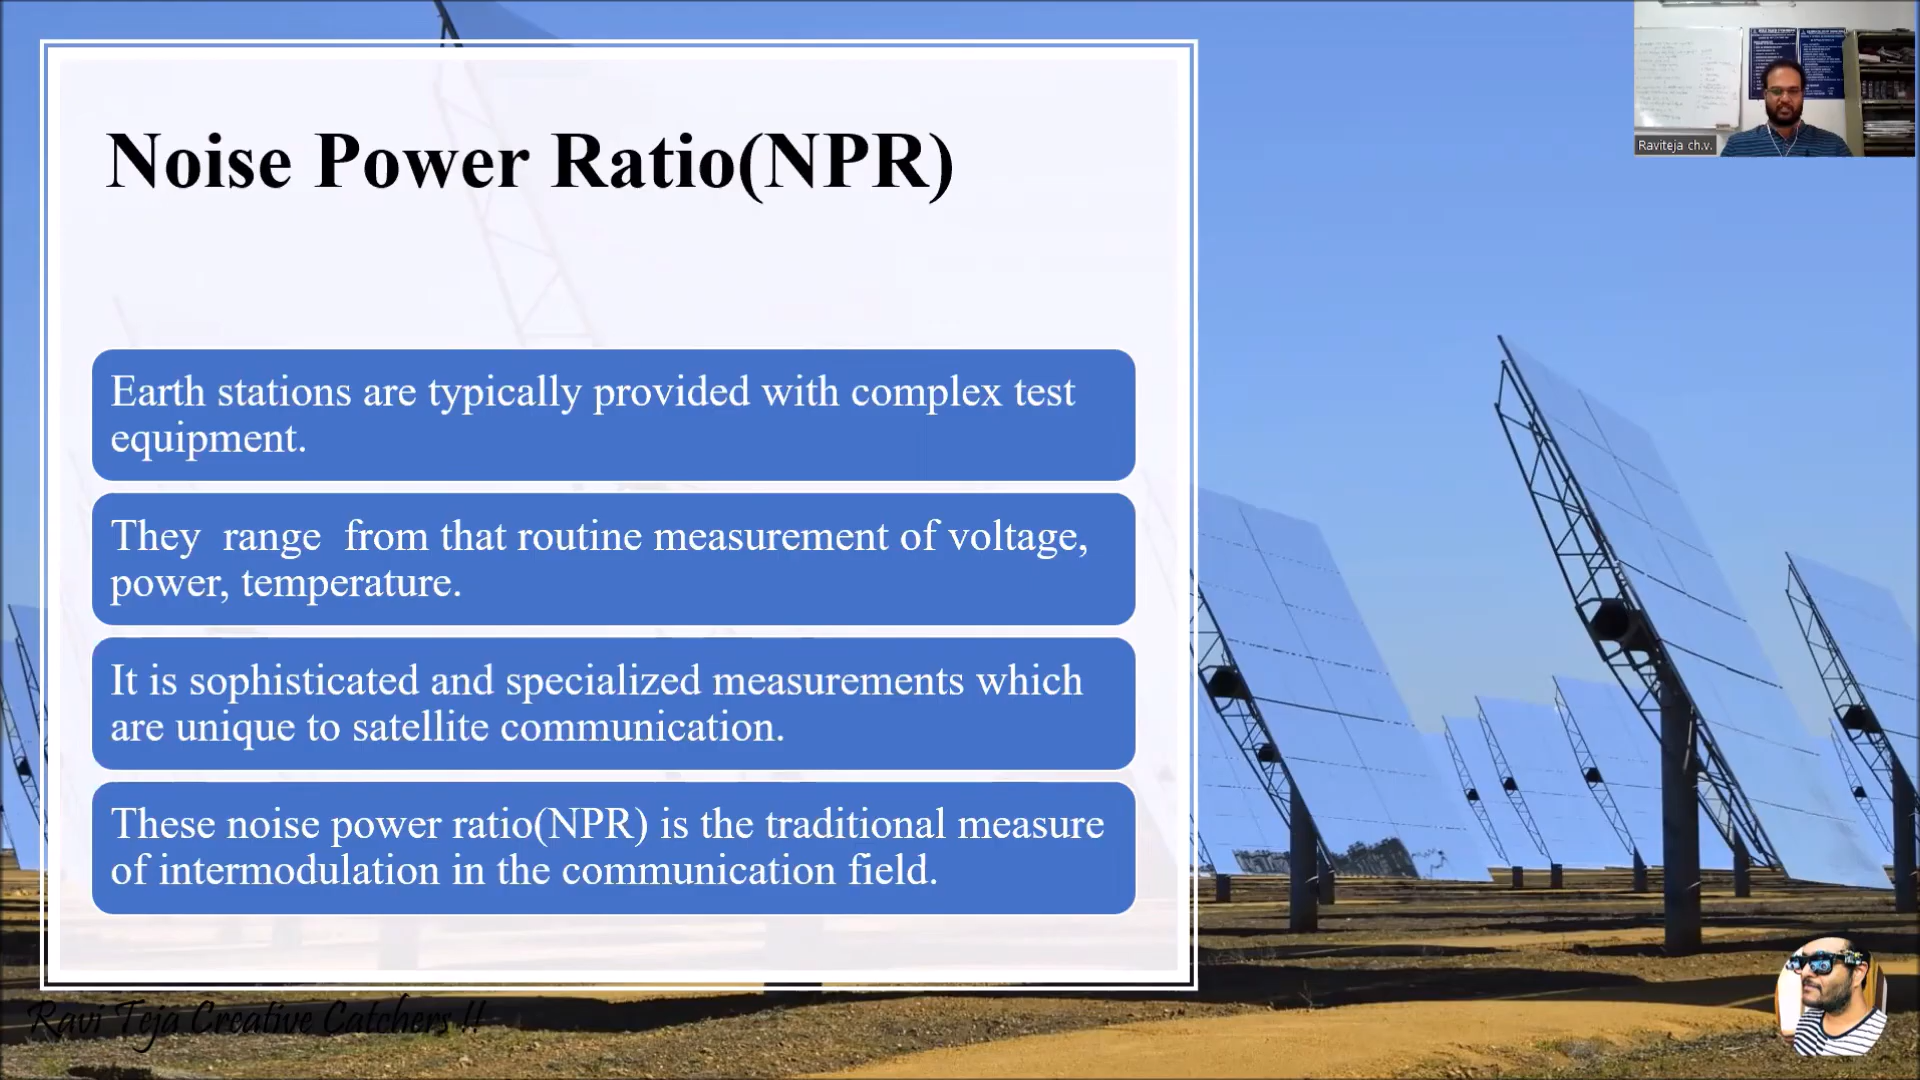 Noise Power Ratio(NPR)
Earth stations are typically provided with complex test
equipment.
They range from that routine measurement of voltage,
power, temperature.
It is sophisticated and specialized measurements which
are unique to satellite communication.
These noise power ratio(NPR) is the traditional measure
of intermodulation in the communication field.
Raviteja ch.v.
Ravi Teja Creative Catchers !!